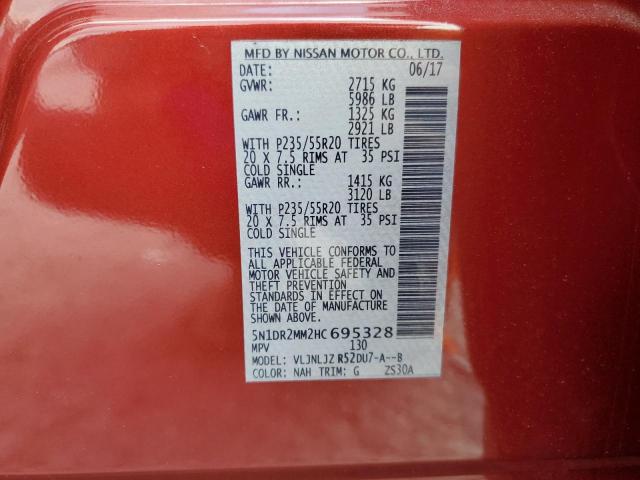 MFD BY NISSAN MOTOR CO., LTD.
DATE: 06/17
GVWR: 2715 KG
5986 LB
GAWR FR.: 1325 KG
2921 LB
WITH P235/55R20 TIRES
20 X 7.5 RIMS AT 35 PSI
COLD SINGLE
GAWR RR.: 1415 KG
3120 LB
WITH P235/55R20 TIRES
20 X 7.5 RIMS AT 35 PSI
COLD SINGLE
THIS VEHICLE CONFORMS TO
ALL APPLICABLE FEDERAL
MOTOR VEHICLE SAFETY AND
THEFT PREVENTION
STANDARDS IN EFFECT ON
THE DATE OF MANUFACTURE
SHOWN ABOVE.
5N1DR2MM2HC695328
MPV 130
MODEL: VLJNLJZ R52DU7-A--B
COLOR: NAH TRIM: G ZS30A